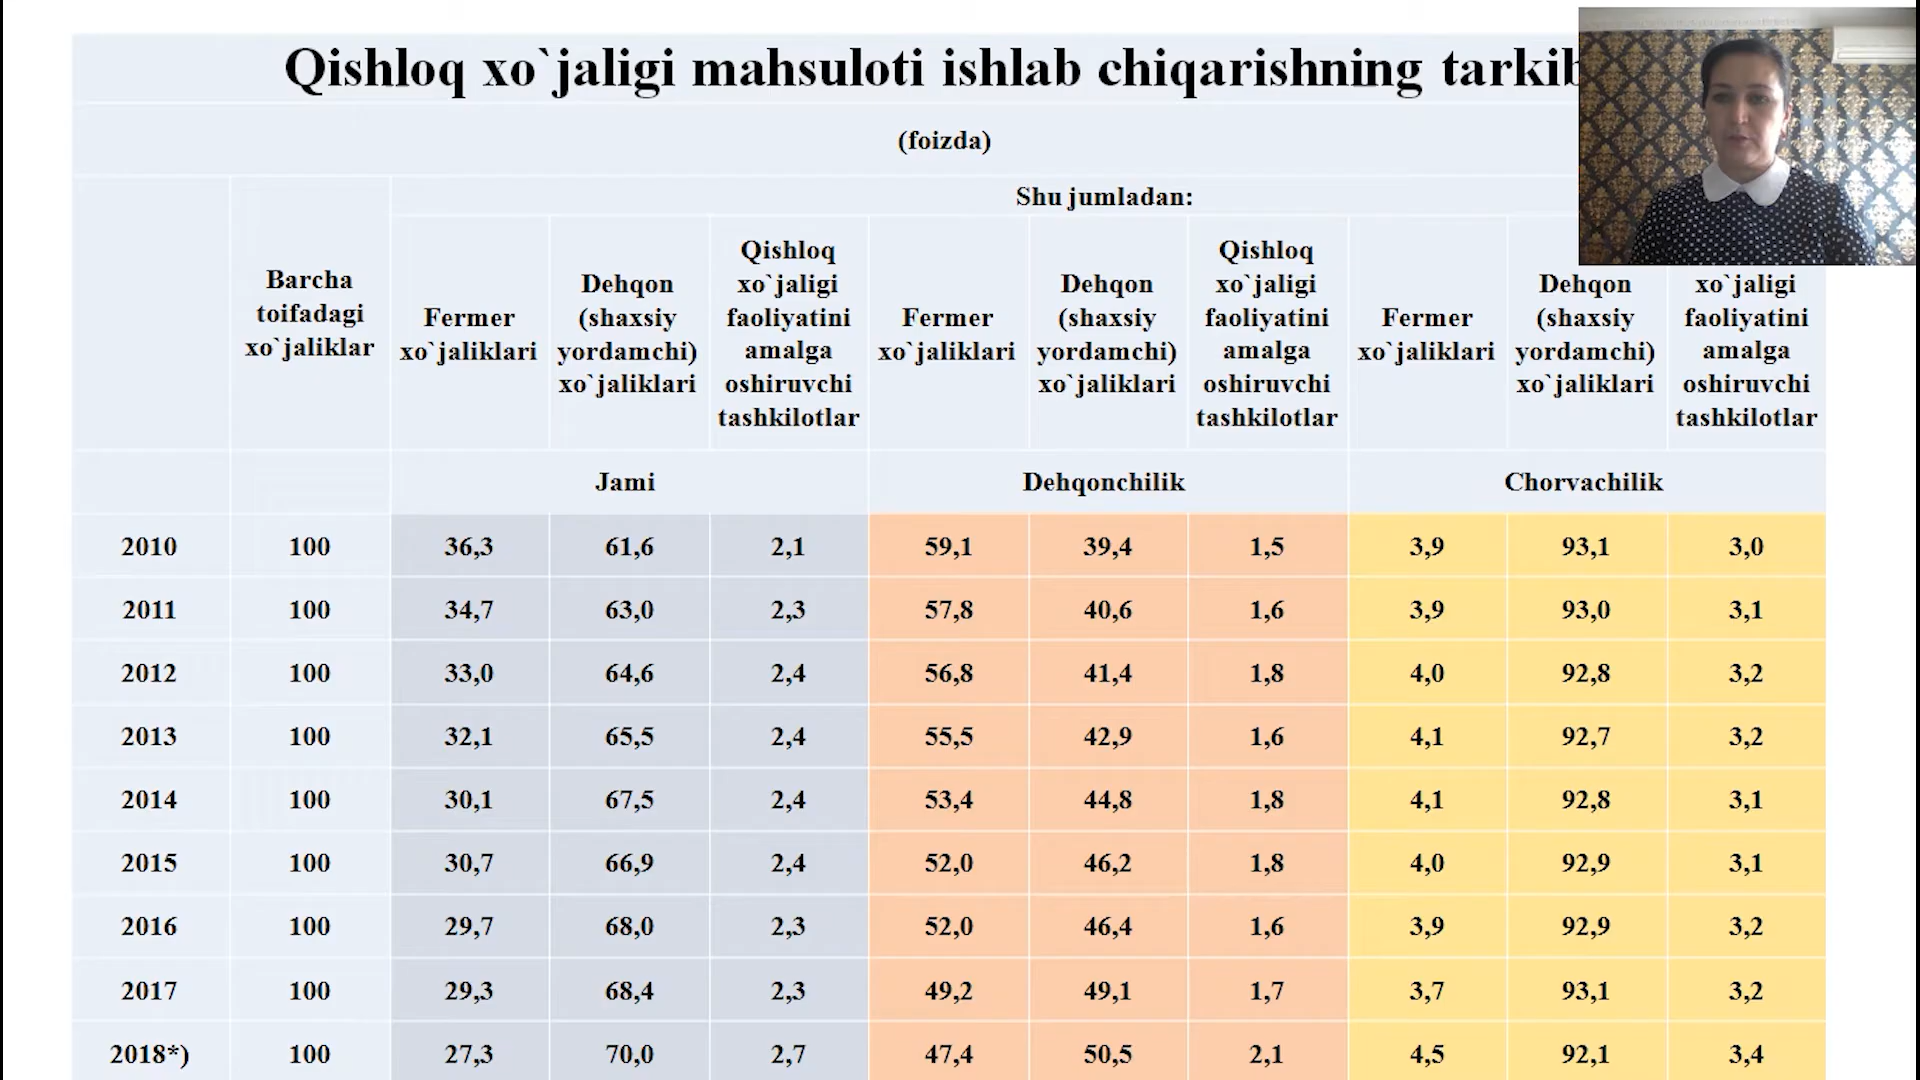 Qishloq xo`jaligi mahsuloti ishlab chiqarishning
(foizda)
Shu jumladan:
Barcha
toifadagi
xo`jaliklar
Fermer
xo`jaliklari
Dehqon
(shaxsiy
yordamchi)
xo`jaliklari
Qishloq
xo`jaligi
faoliyatini
amalga
oshiruvchi
tashkilotlar
Fermer
xo`jaliklari
Dehqon
(shaxsiy
yordamchi)
xo`jaliklari
Qishloq
xo`jaligi
faoliyatini
amalga
oshiruvchi
tashkilotlar
Fermer
xo`jaliklari
Dehqon
(shaxsiy
yordamchi)
xo`jaliklari
xo`jaligi
faoliyatini
amalga
oshiruvchi
tashkilotlar
Jami Dehqonchilik Chorvachilik
2010 100 36,3 61,6 2,1 59,1 39,4 1,5 3,9 93,1 3,0
2011 100 34,7 63,0 2,3 57,8 40,6 1,6 3,9 93,0 3,1
2012 100 33,0 64,6 2,4 56,8 41,4 1,8 4,0 92,8 3,2
2013 100 32,1 65,5 2,4 55,5 42,9 1,6 4,1 92,7 3,2
2014 100 30,1 67,5 2,4 53,4 44,8 1,8 4,1 92,8 3,1
2015 100 30,7 66,9 2,4 52,0 46,2 1,8 4,0 92,9 3,1
2016 100 29,7 68,0 2,3 52,0 46,4 1,6 3,9 92,9 3,2
2017 100 29,3 68,4 2,3 49,2 49,1 1,7 3,7 93,1 3,2
2018*) 100 27,3 70,0 2,7 47,4 50,5 2,1 4,5 92,1 3,4